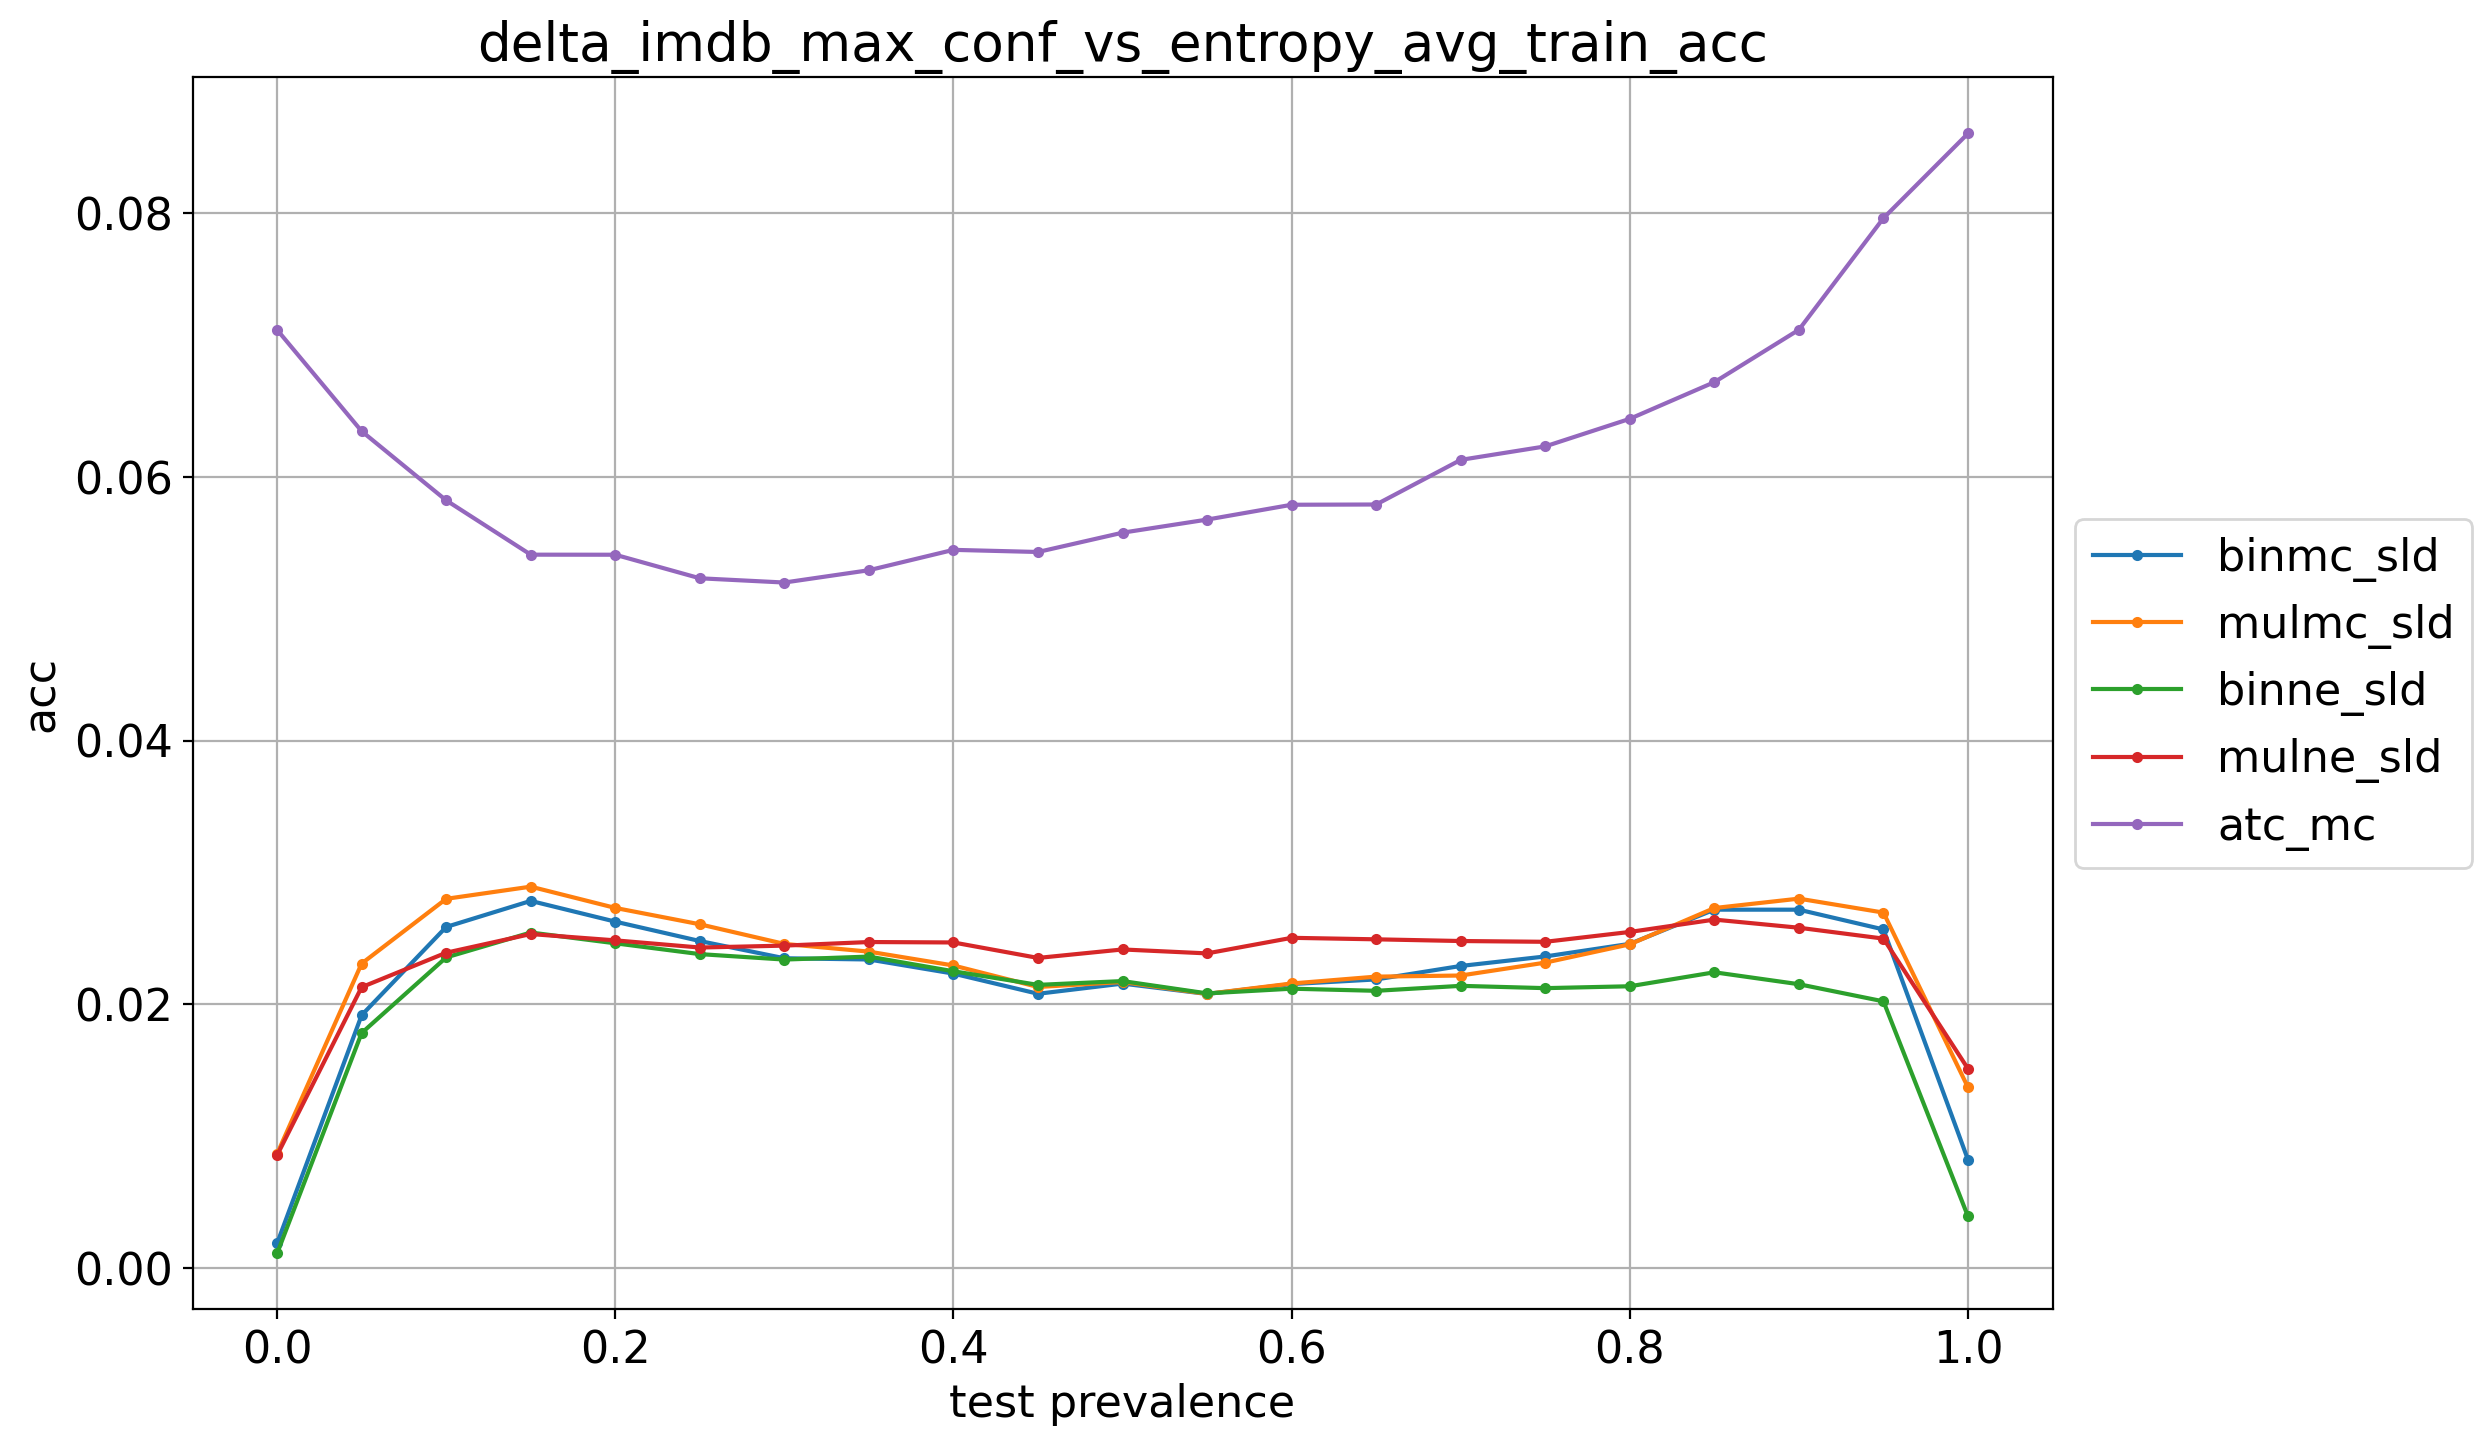 delta_imdb_max_conf_vs_entropy_avg_train_acc
0.08
0.06
0.04
0.02
0.00
acc
0.0 0.2 0.4 0.6 0.8 1.0
test prevalence
binmc_sld
mulmc_sld
binne_sld
mulne_sld
atc_mc